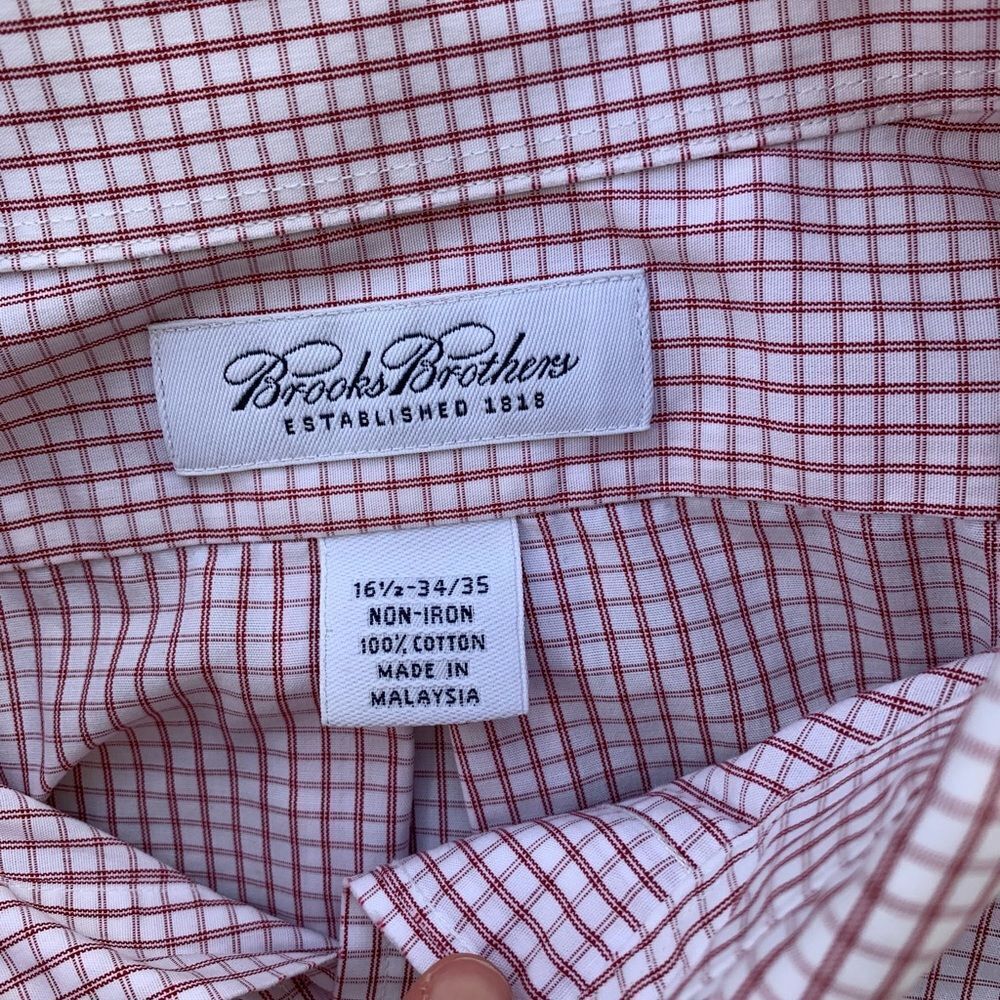 Brooks Brothers
ESTABLISHED 1818
16½-34/35
NON-IRON
100% COTTON
MADE IN
MALAYSIA